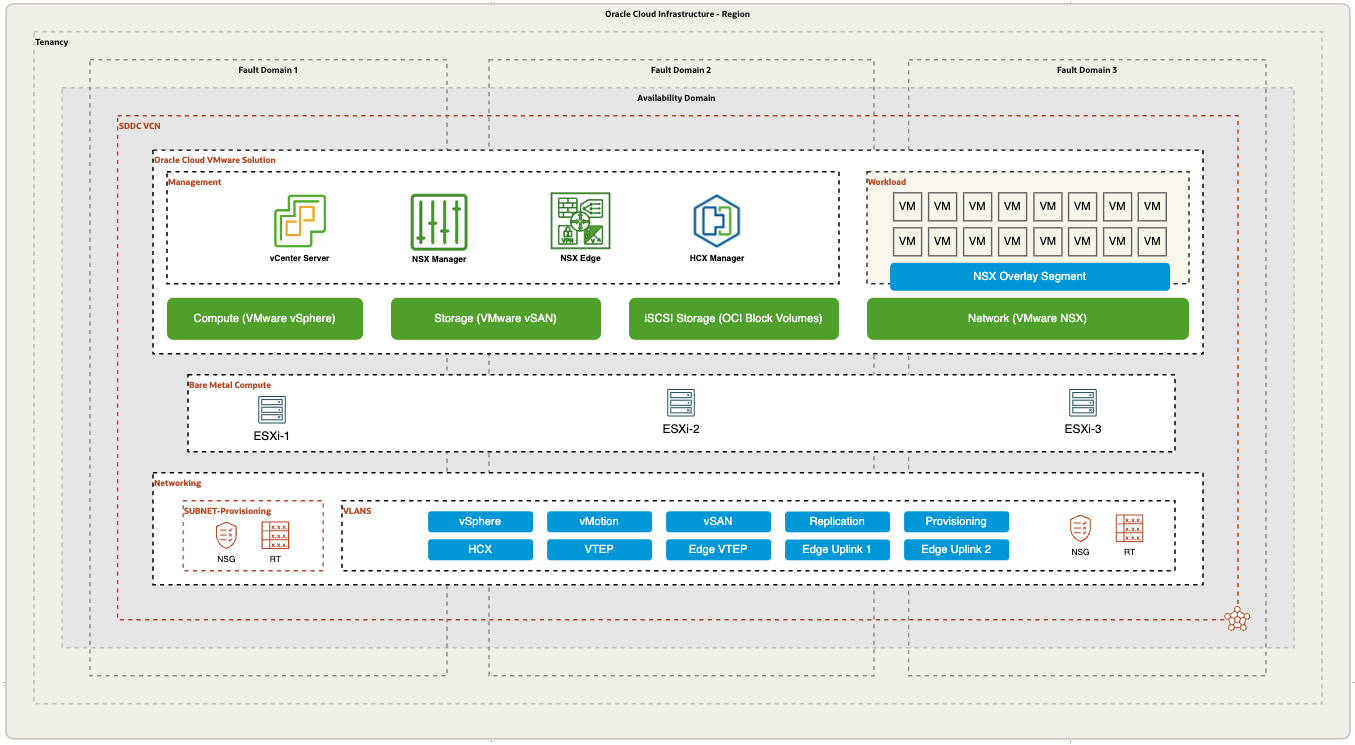 Oracle Cloud Infrastructure - Region
Tenancy
Fault Domain 1
Fault Domain 2
Fault Domain 3
Availability Domain
SDDC VCN
Oracle Cloud VMware Solution
Management
vCenter Server
NSX Manager
VPN
NSX Edge
HCX Manager
Workload
VM VM VM VM VM VM VM VM
VM VM VM VM VM VM VM VM
NSX Overlay Segment
Compute (VMware vSphere)
Storage (VMware vSAN)
iSCSI Storage (OCI Block Volumes)
Network (VMware NSX)
Bare Metal Compute
ESXi-1
ESXi-2
ESXi-3
Networking
SUBNET-Provisioning
X.X.X.
X.X.X.
X.X.X.
NSG
RT
VLANS
vSphere
vMotion
vSAN
Replication
Provisioning
HCX
VTEP
Edge VTEP
Edge Uplink 1
Edge Uplink 2
X.X.X.
X.X.X.
X.X.X.
NSG
RT